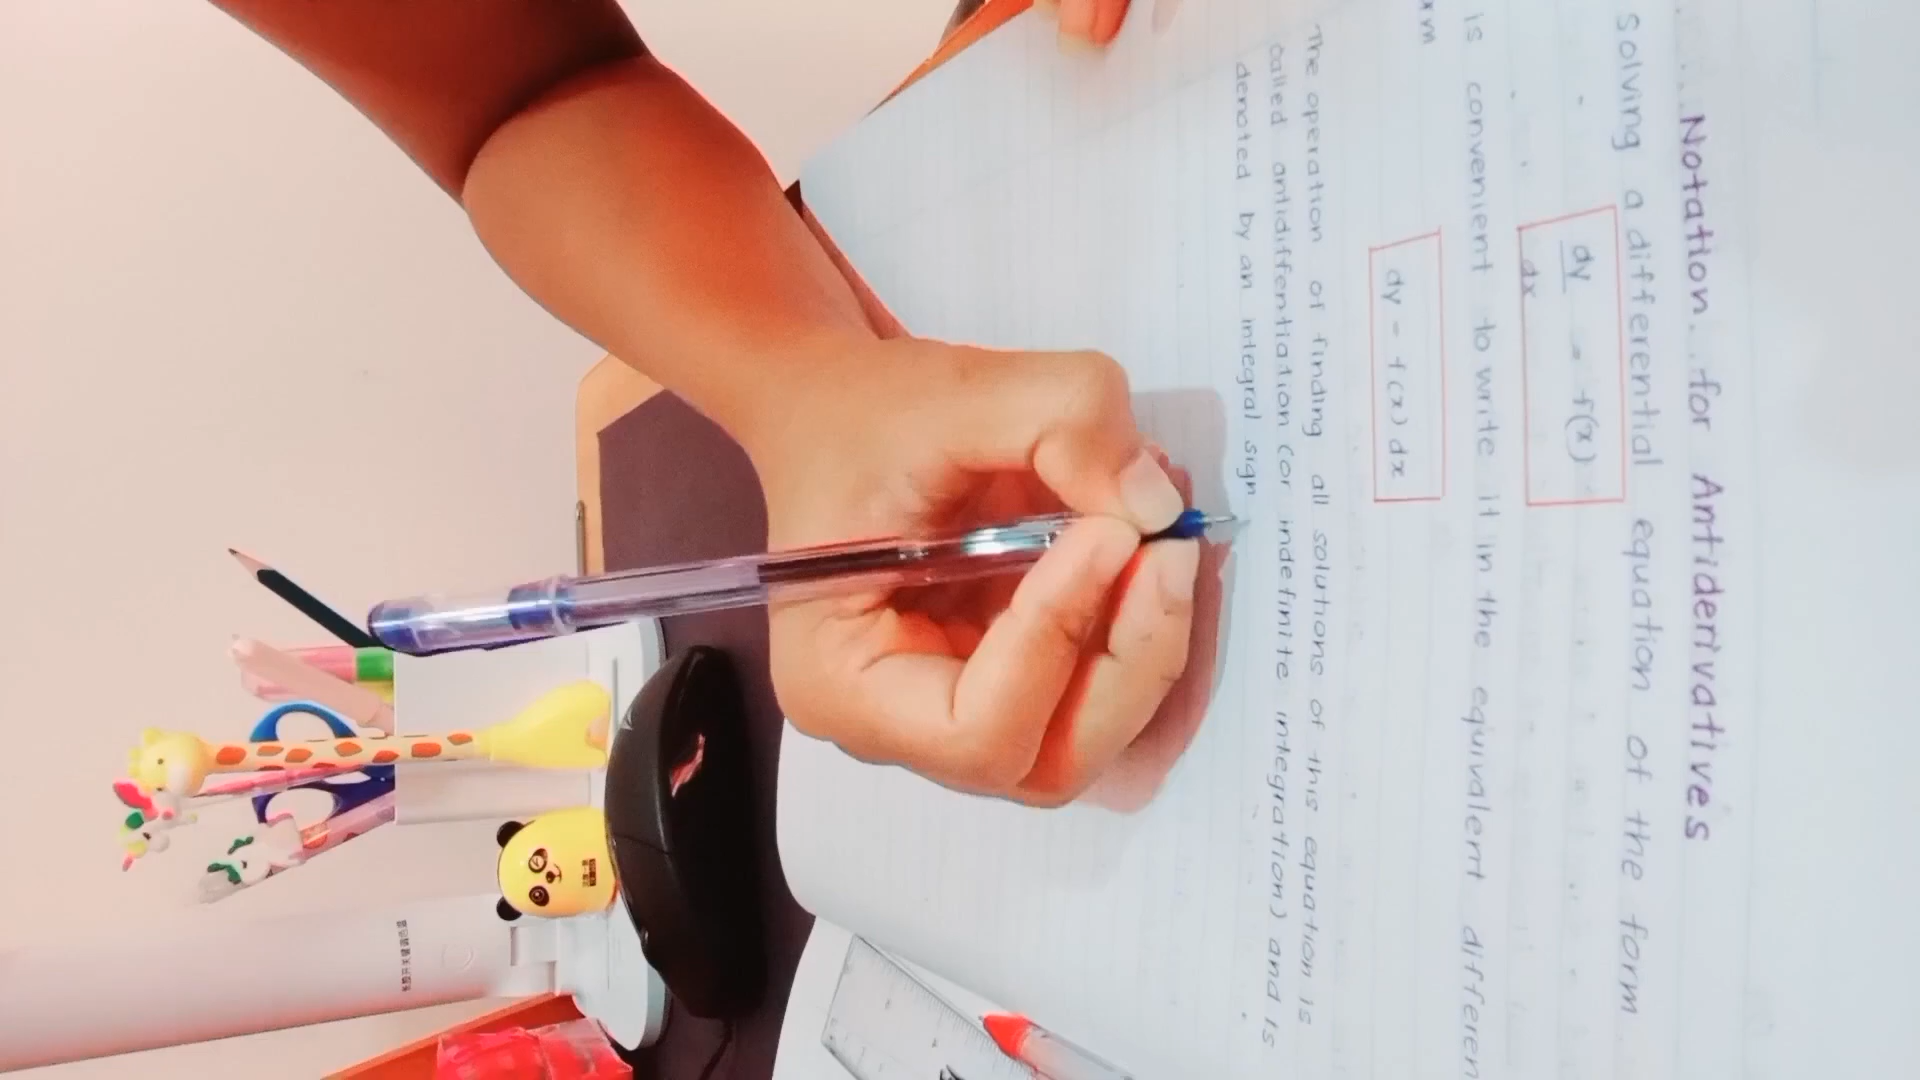 Notation for Antiderivatives
solving a differential equation of the form
dy
dx
= f(x)
is convenient to write it in the equivalent differen
dy = f(x) dx
The operation of finding all solutions of this equation is
called antidiffentiation (or indefinite integration) and is
denoted by an integral sign